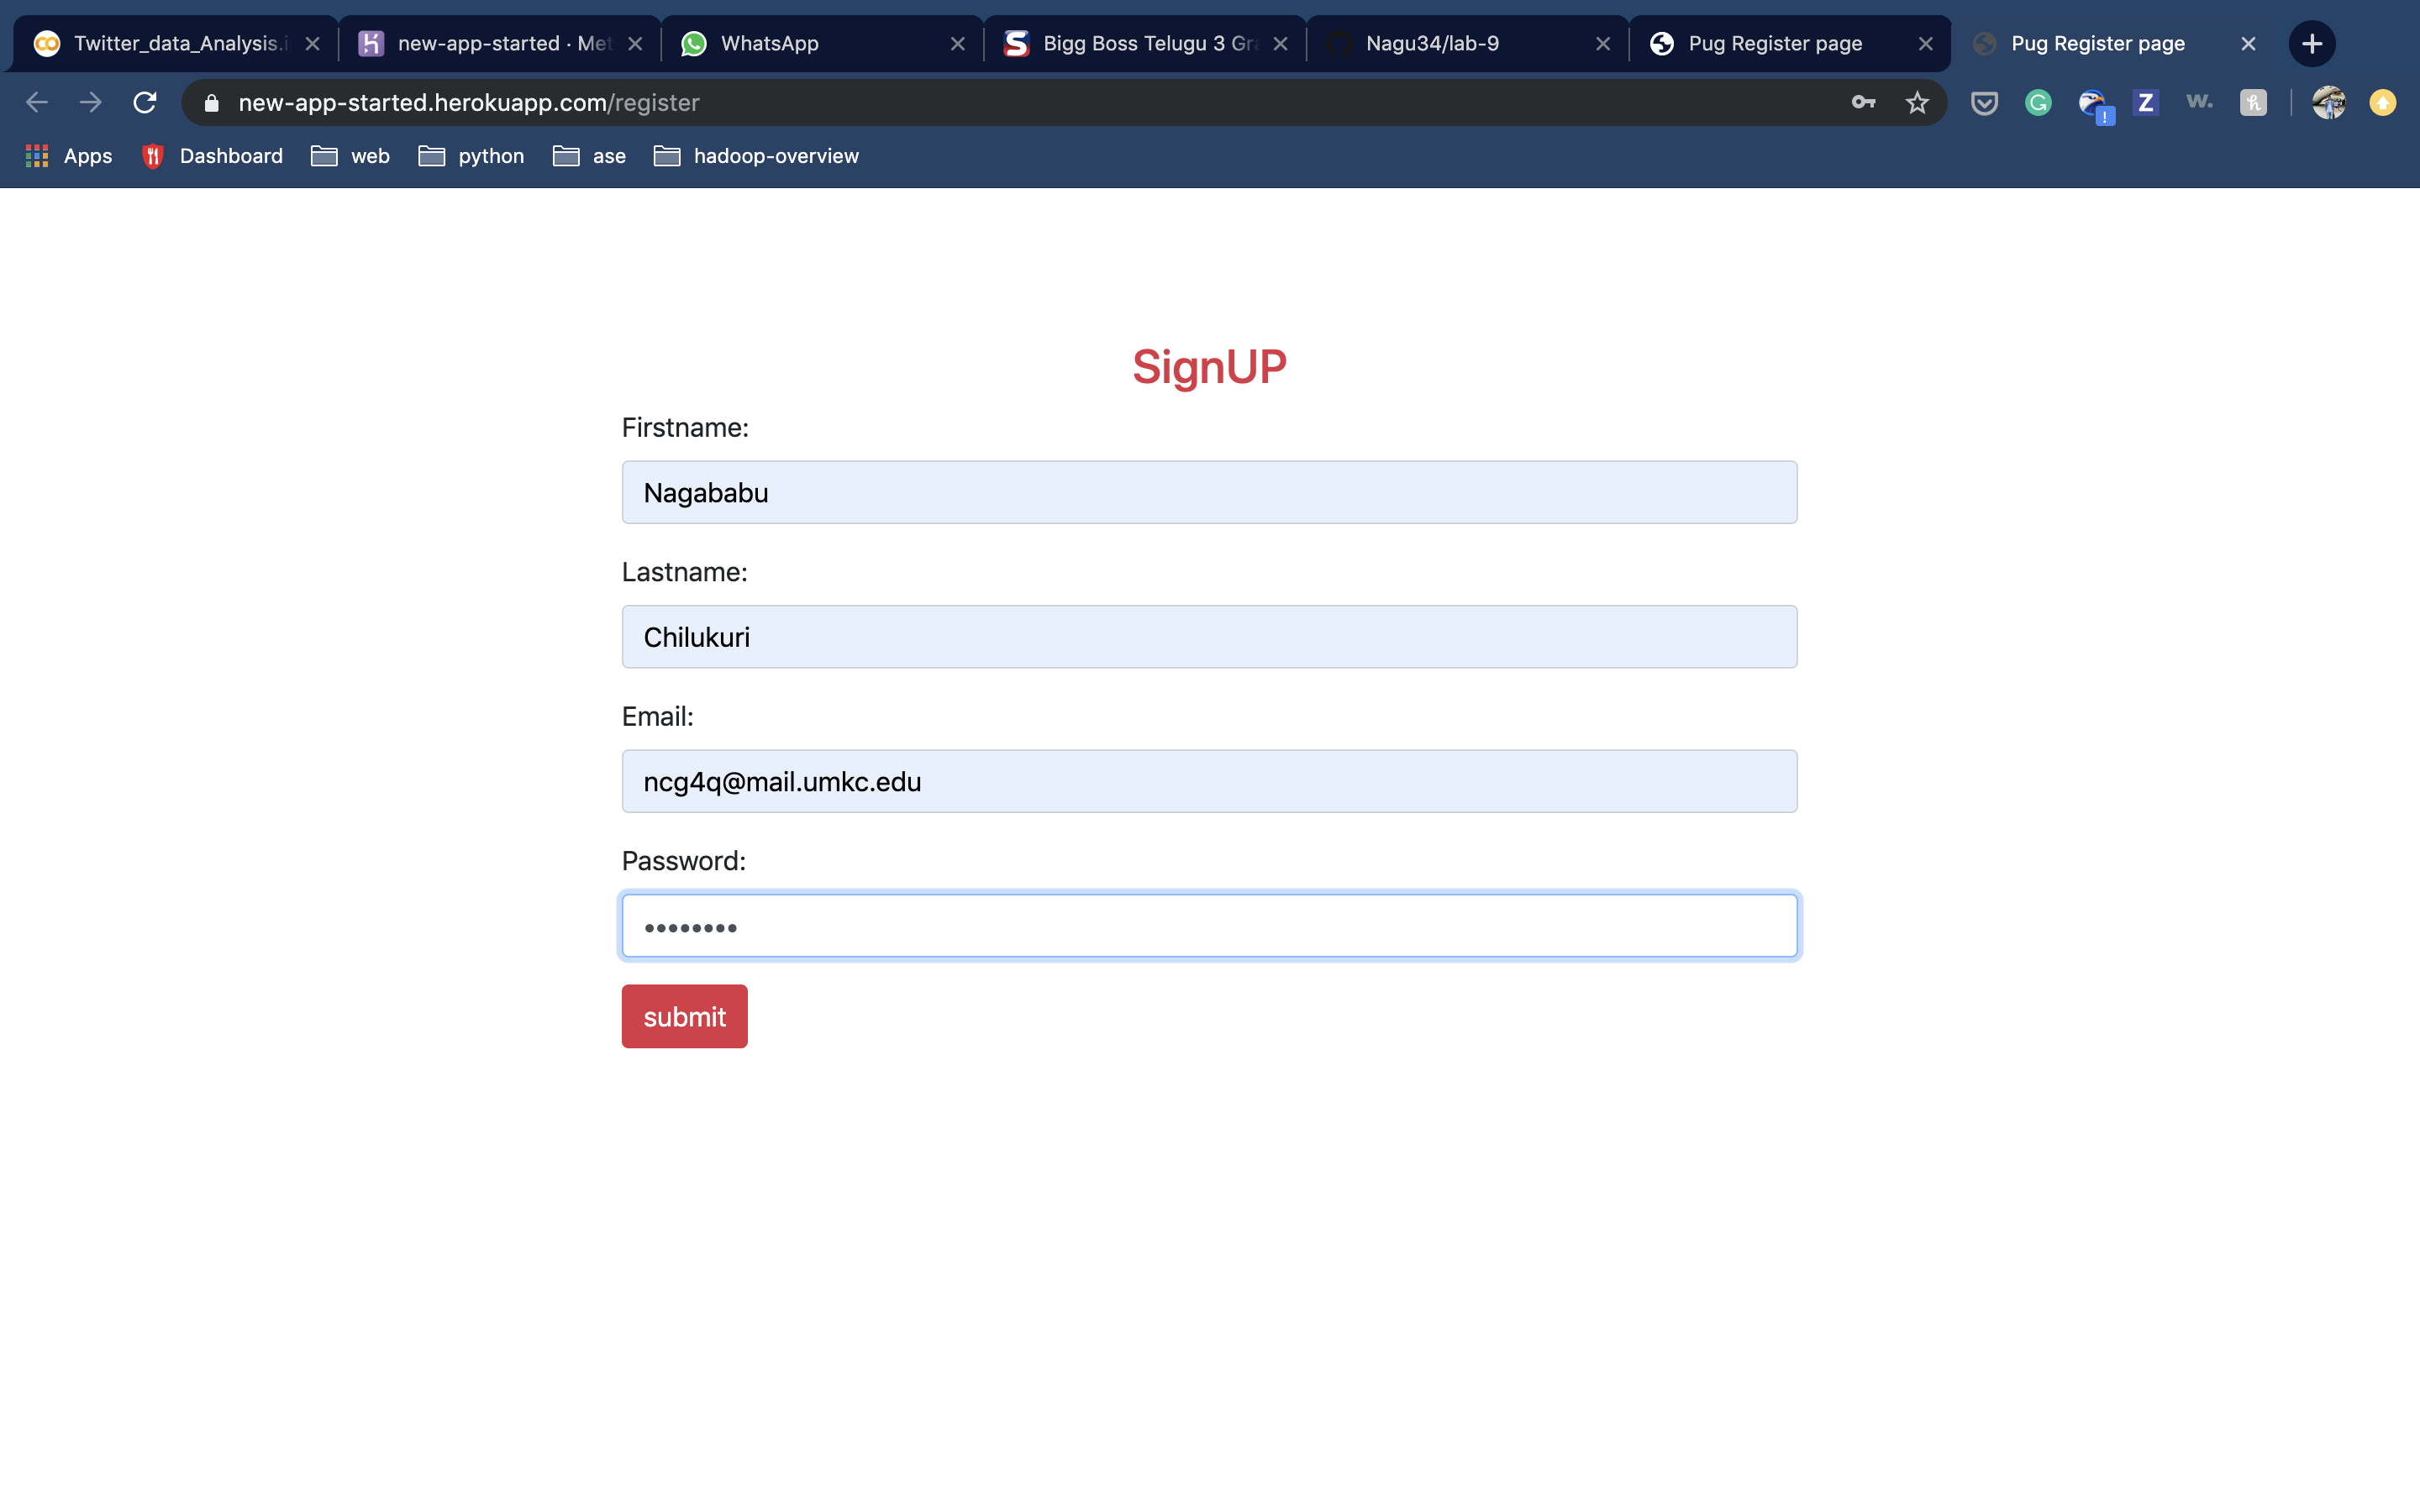 Twitter_data_Analysis.i
new-app-started · Met
WhatsApp
Bigg Boss Telugu 3 Gra
Nagu34/lab-9
Pug Register page
Pug Register page
new-app-started.herokuapp.com/register
Apps
Dashboard
web
python
ase
hadoop-overview
SignUP
Firstname:
Nagababu
Lastname:
Chilukuri
Email:
ncg4q@mail.umkc.edu
Password:
••••••••
submit